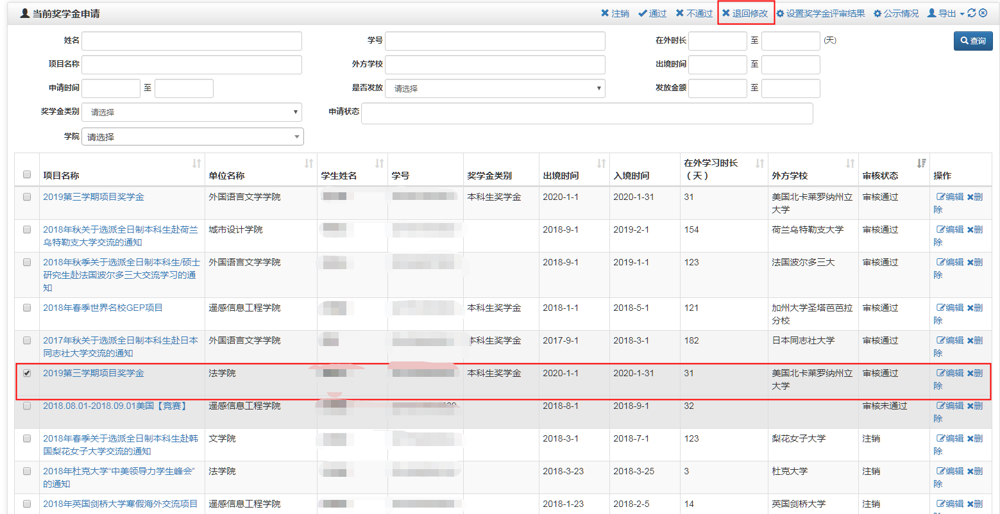 当前奖学金申请 注销 通过 不通过 退回修改 设置奖学金评审结果 公示情况 导出
姓名 学号 在外时长 至 (天) 查询
项目名称 外方学校 出境时间 至
申请时间 至 是否发放 请选择 发放金额 至
奖学金类别 请选择 申请状态
学院 请选择
在外学习时长
项目名称 单位名称 学生姓名 学号 奖学金类别 出境时间 入境时间 （天） 外方学校 审核状态 操作
2019第三学期项目奖学金 外国语言文学学院 本科生奖学金 2020-1-1 2020-1-31 31 美国北卡莱罗纳州立 审核通过 编辑 删
大学 除
2018年秋关于选派全日制本科生赴荷兰 城市设计学院 2018-9-1 2019-2-1 154 荷兰乌特勒支大学 审核通过 编辑 删
乌特勒支大学交流的通知 除
2018年秋季关于选派全日制本科生/硕士 外国语言文学学院 2018-9-1 2019-1-1 123 法国波尔多三大 审核通过 编辑 删
研究生赴法国波尔多三大交流学习的通 除
知
2018年春季世界名校GEP项目 遥感信息工程学院 本科生奖学金 2018-1-1 2018-5-1 121 加州大学圣塔芭芭拉 审核通过 编辑 删
分校 除
2017年秋关于选派全日制本科生赴日本 外国语言文学学院 本科生奖学金 2017-9-1 2018-3-1 182 日本同志社大学 审核通过 编辑 删
同志社大学交流的通知 除
2019第三学期项目奖学金 法学院 本科生奖学金 2020-1-1 2020-1-31 31 美国北卡莱罗纳州立 审核通过 编辑 删
大学 除
2018.08.01-2018.09.01美国【竞赛】 遥感信息工程学院 2018-8-1 2018-9-1 32 审核未通过 编辑 删
除
2018年春季关于选派全日制本科生赴韩 文学院 2018-3-1 2018-7-1 123 梨花女子大学 注销 编辑 删
国梨花女子大学交流的通知 除
2018年杜克大学“中美领导力学生峰会” 法学院 2018-3-23 2018-3-25 3 杜克大学 注销 编辑 删
的通知 除
2018年英国剑桥大学寒假海外交流项目 遥感信息工程学院 2018-1-23 2018-2-5 14 英国剑桥大学 注销 编辑 删